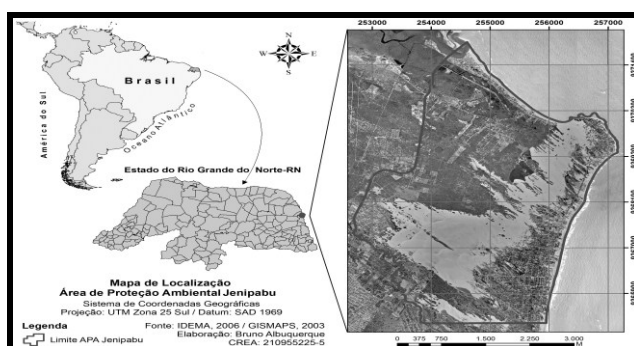 N
W E
S
Brasil
América do Sul
Oceano Atlântico
Estado do Rio Grande do Norte-RN
Mapa de Localização
Área de Proteção Ambiental Jenipabu
Sistema de Coordenadas Geográficas
Projeção: UTM Zona 25 Sul / Datum: SAD 1969
Legenda
Limite APA Jenipabu
Fonte: IDEMA, 2006 / GISMAPS, 2003
Elaboração: Bruno Albuquerque
CREA: 210955225-5
253000 254000 255000 256000 257000
0 375 750 1.500 2.250 3.000
M